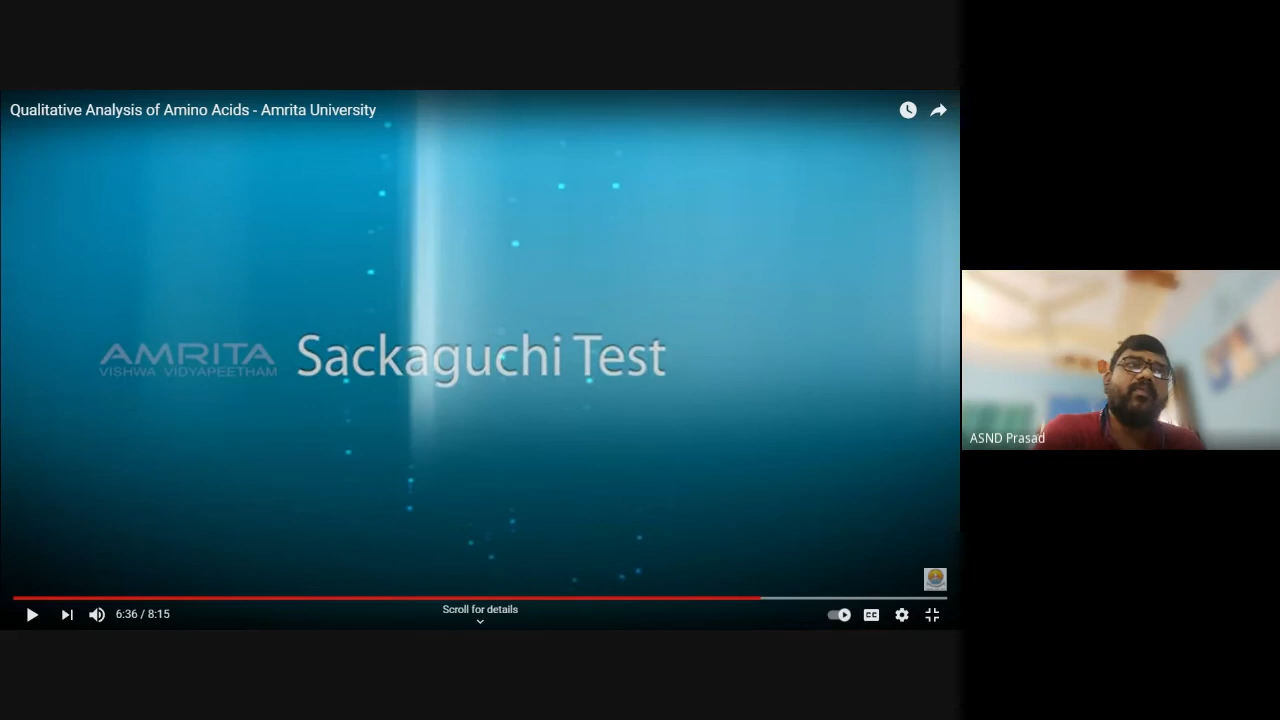 Qualitative Analysis of Amino Acids - Amrita University
AMRITA
VISHWA VIDYAPEETHAM
Sackaguchi Test
ASND Prasad
6:36 / 8:15
Scroll for details
CC